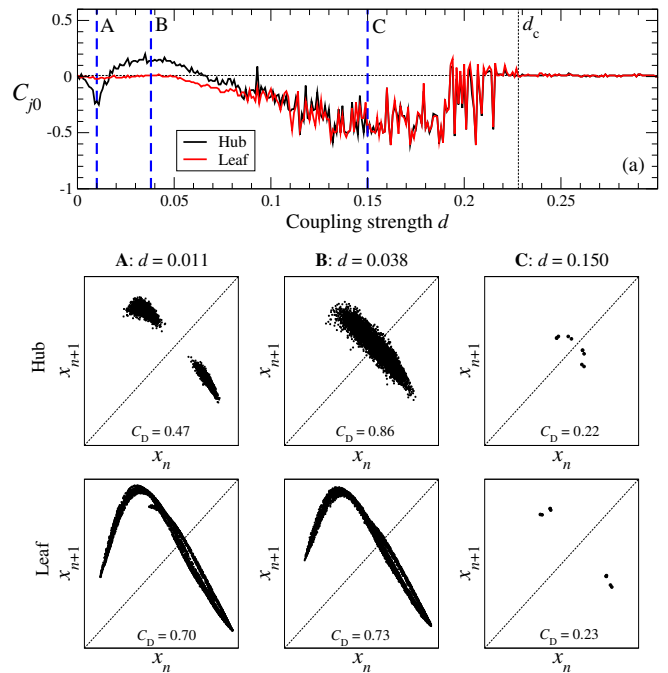 A B C d_c
0.5
0
-0.5
-1
C_j0
Hub
Leaf
(a)
0 0.05 0.1 0.15 0.2 0.25
Coupling strength d
A: d = 0.011 B: d = 0.038 C: d = 0.150
Hub
x_n+1 x_n+1 x_n+1
C_D = 0.47 C_D = 0.86 C_D = 0.22
x_n x_n x_n
Leaf
x_n+1 x_n+1 x_n+1
C_D = 0.70 C_D = 0.73 C_D = 0.23
x_n x_n x_n